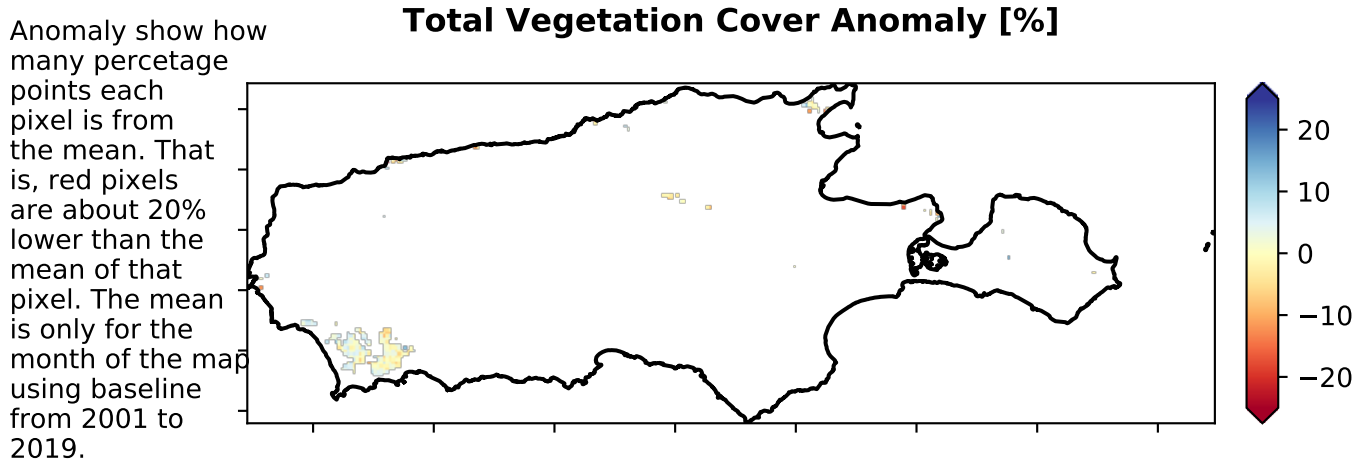 Total Vegetation Cover Anomaly [%]
Anomaly show how
many percetage
points each
pixel is from
the mean. That
is, red pixels
are about 20%
lower than the
mean of that
pixel. The mean
is only for the
month of the map
using baseline
from 2001 to
2019.
20
10
0
−10
−20